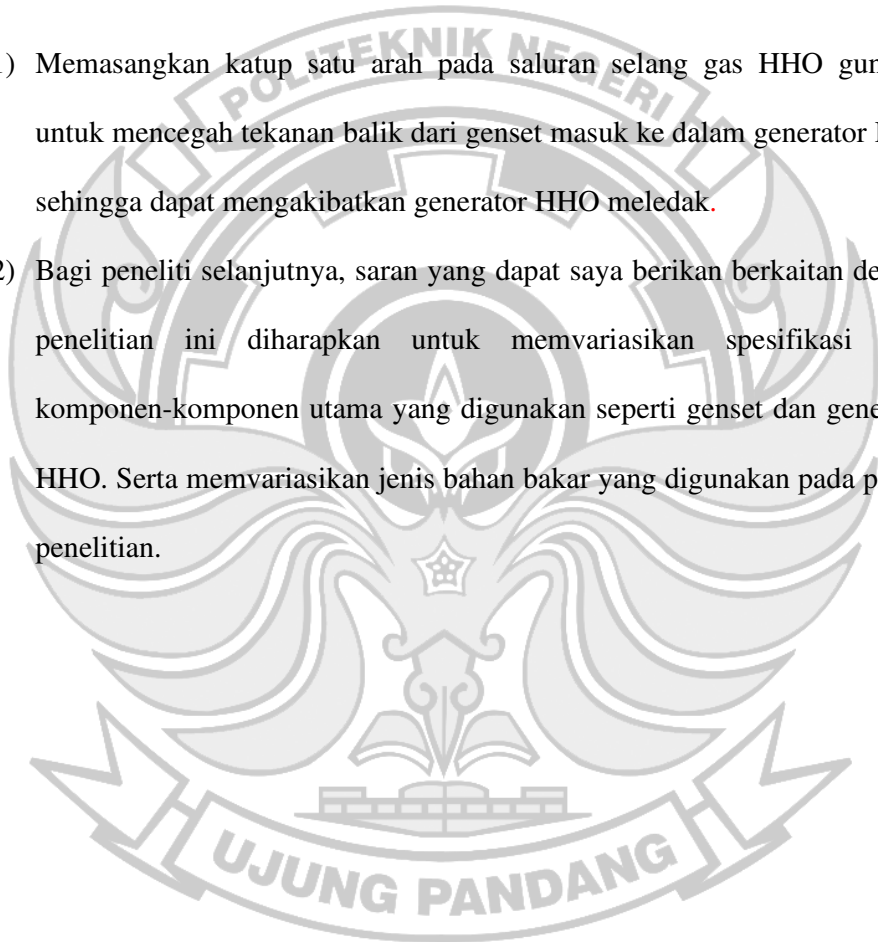 1) Memasangkan katup satu arah pada saluran selang gas HHO
untuk mencegah tekanan balik dari genset masuk ke dalam generator
sehingga dapat mengakibatkan generator HHO meledak.
2) Bagi peneliti selanjutnya, saran yang dapat saya berikan berkaitan
penelitian ini diharapkan untuk memvariasikan spesifikasi
komponen-komponen utama yang digunakan seperti genset dan
HHO. Serta memvariasikan jenis bahan bakar yang digunakan pada
penelitian.
POLITEKNIK NEGERI
UJUNG PANDANG